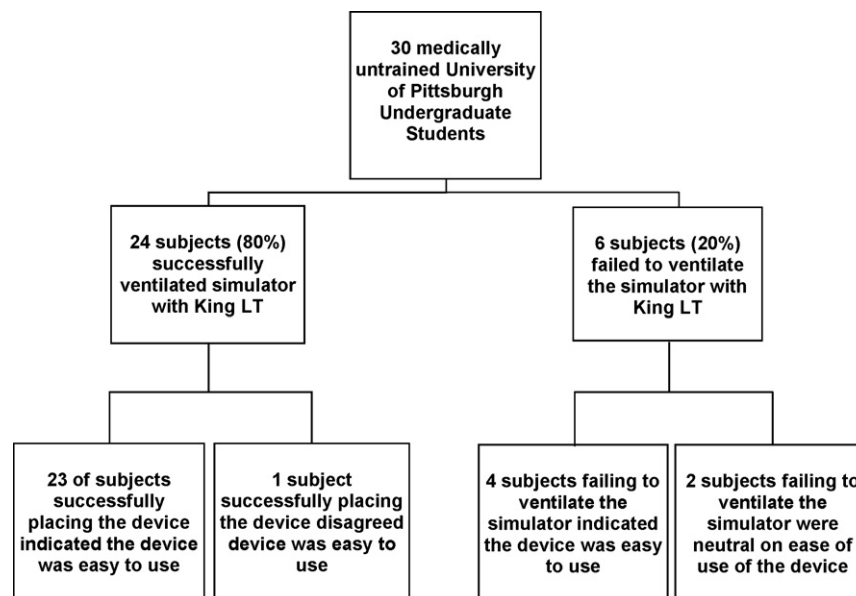 30 medically
untrained University
of Pittsburgh
Undergraduate
Students
24 subjects (80%)
successfully
ventilated simulator
with King LT
6 subjects (20%)
failed to ventilate
the simulator with
King LT
23 of subjects
successfully
placing the device
indicated the device
was easy to use
1 subject
successfully placing
the device disagreed
device was easy to
use
4 subjects failing to
ventilate the
simulator indicated
the device was easy
to use
2 subjects failing to
ventilate the
simulator were
neutral on ease of
use of the device